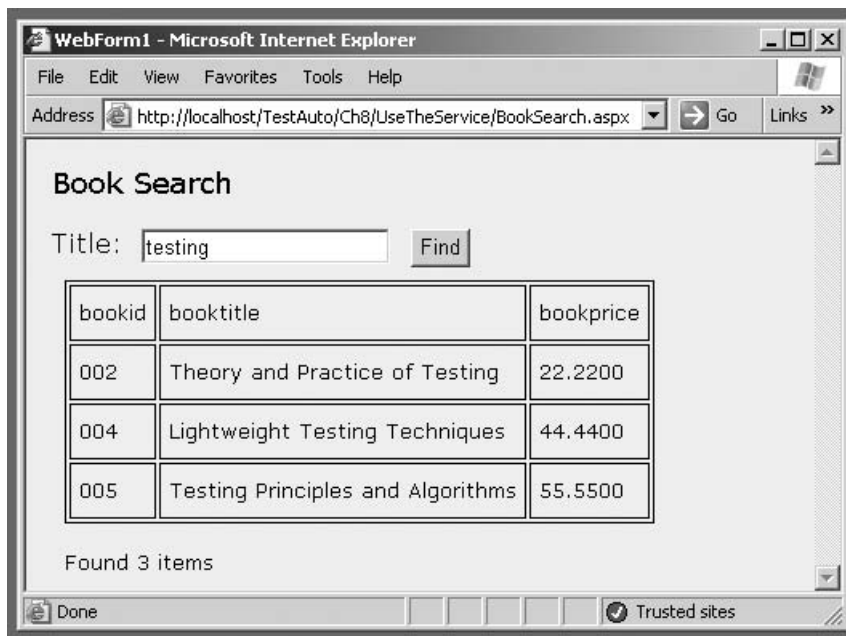 WebForm1 - Microsoft Internet Explorer
File Edit View Favorites Tools Help
Address http://localhost/TestAuto/Ch8/UseTheService/BookSearch.aspx Go Links »
Book Search
Title: testing Find
bookid booktitle bookprice
002 Theory and Practice of Testing 22.2200
004 Lightweight Testing Techniques 44.4400
005 Testing Principles and Algorithms 55.5500
Found 3 items
Done Trusted sites